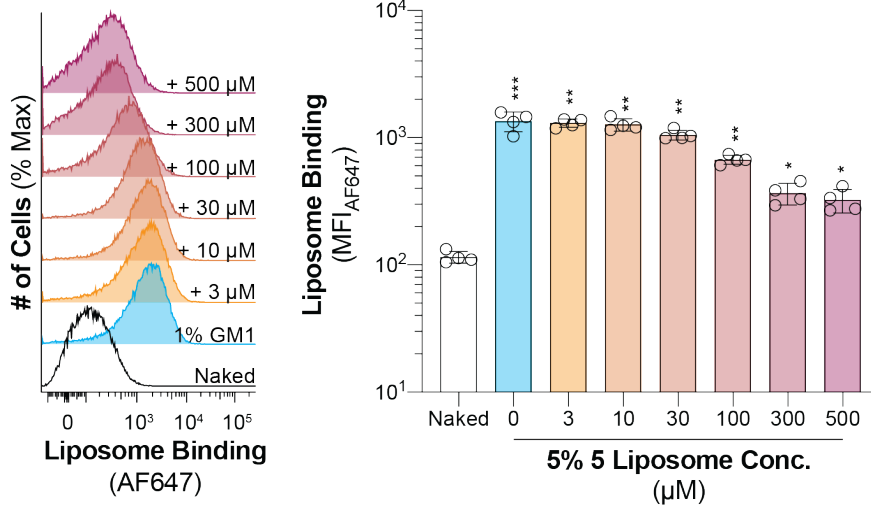 # of Cells (% Max)
+ 500 µM
+ 300 µM
+ 100 µM
+ 30 µM
+ 10 µM
+ 3 µM
1% GM1
Naked
0 10³ 10⁴ 10⁵
Liposome Binding
(AF647)
Liposome Binding
(MFI_AF647)
10⁴
10³
10²
10¹
***
**
**
**
**
*
*
Naked 0 3 10 30 100 300 500
5% 5 Liposome Conc.
(µM)